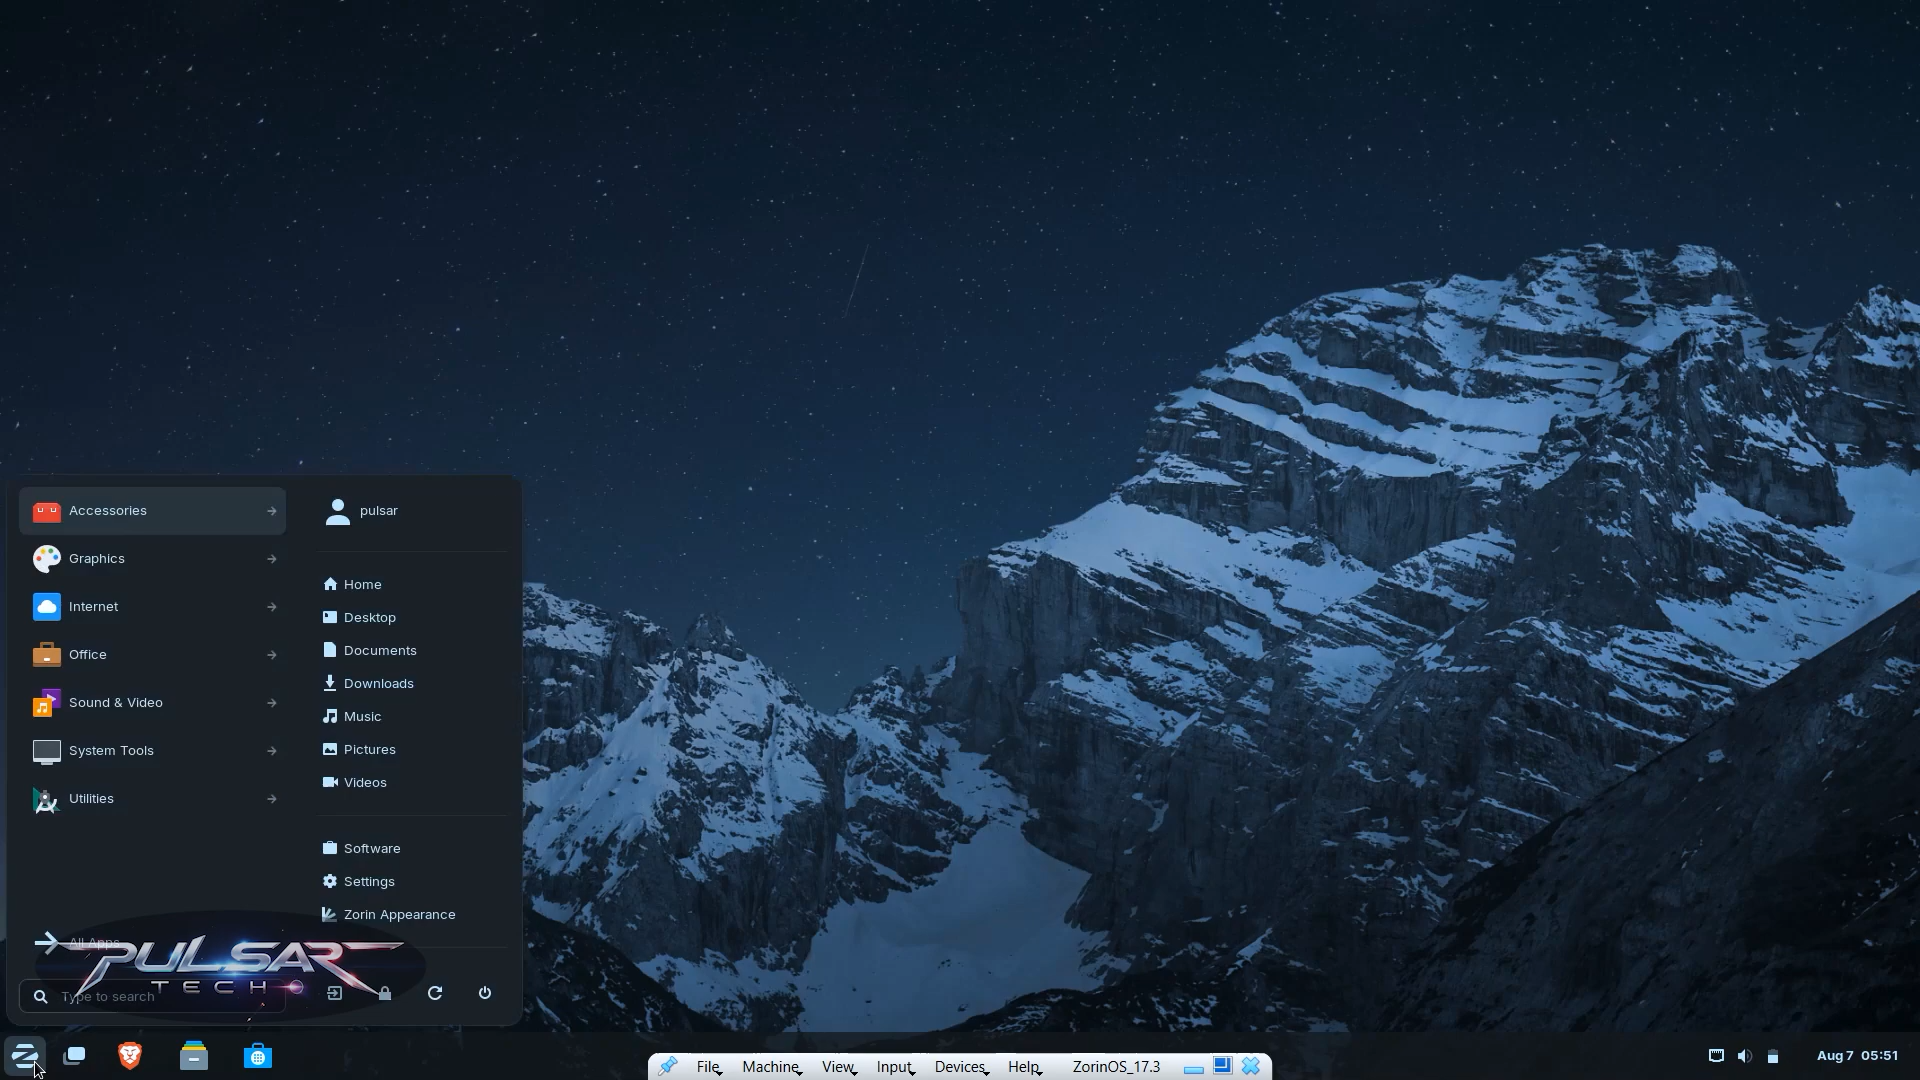 Accessories
Graphics
Internet
Office
Sound & Video
System Tools
Utilities
All Apps
Type to search
pulsar
Home
Desktop
Documents
Downloads
Music
Pictures
Videos
Software
Settings
Zorin Appearance
PULSAR
TECH
File Machine View Input Devices Help ZorinOS_17.3
Aug 7 05:51